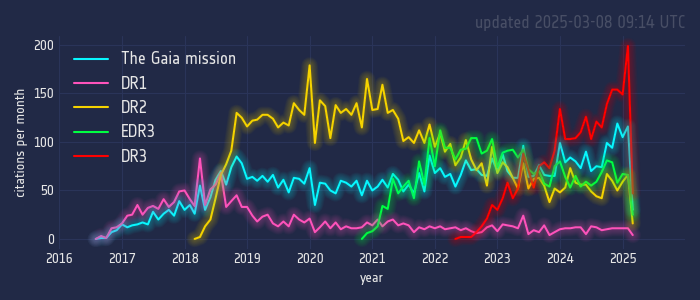 updated 2025-03-08 09:14 UTC
200
150
100
50
0
citations per month
The Gaia mission
DR1
DR2
EDR3
DR3
2016 2017 2018 2019 2020 2021 2022 2023 2024 2025
year